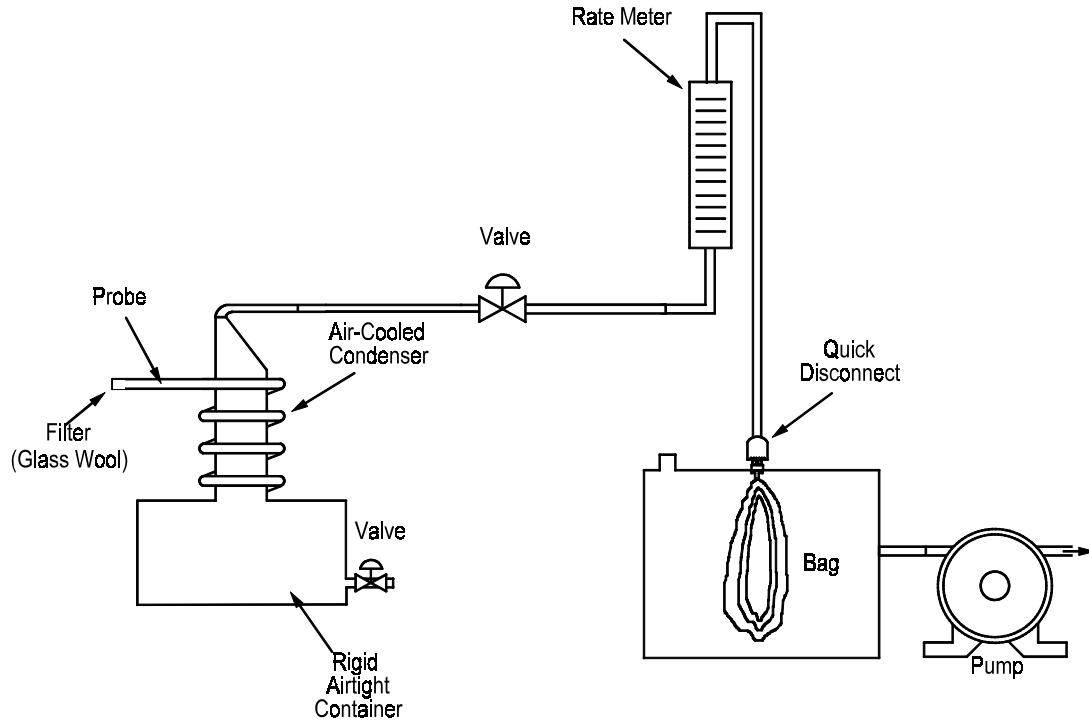 Rate Meter
Valve
Probe
Air-Cooled
Condenser
Quick
Disconnect
Filter
(Glass Wool)
Valve
Bag
Rigid
Airtight
Container
Pump